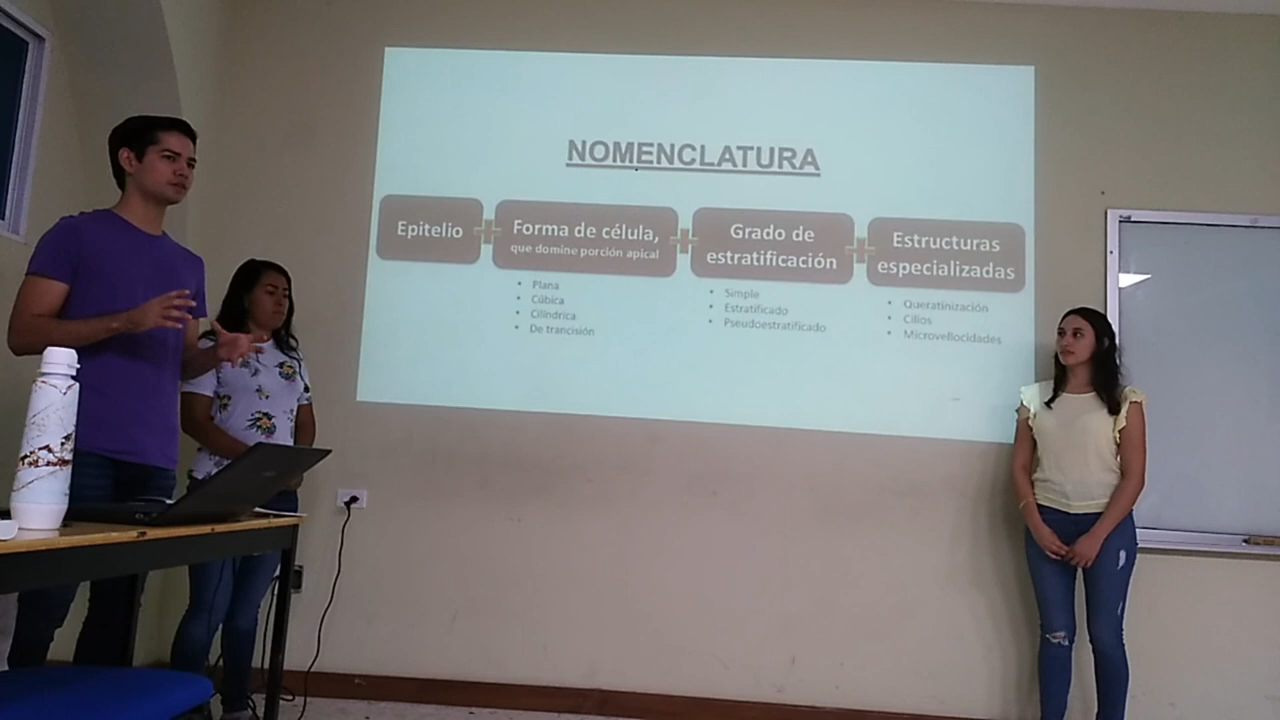 NOMENCLATURA
Epitelio
Forma de célula,
que domine porción apical
Grado de
estratificación
Estructuras
especializadas
• Plana
• Cúbica
• Cilíndrica
• De trancisión
• Simple
• Estratificado
• Pseudoestratificado
• Queratinización
• Cilios
• Microvellocidades